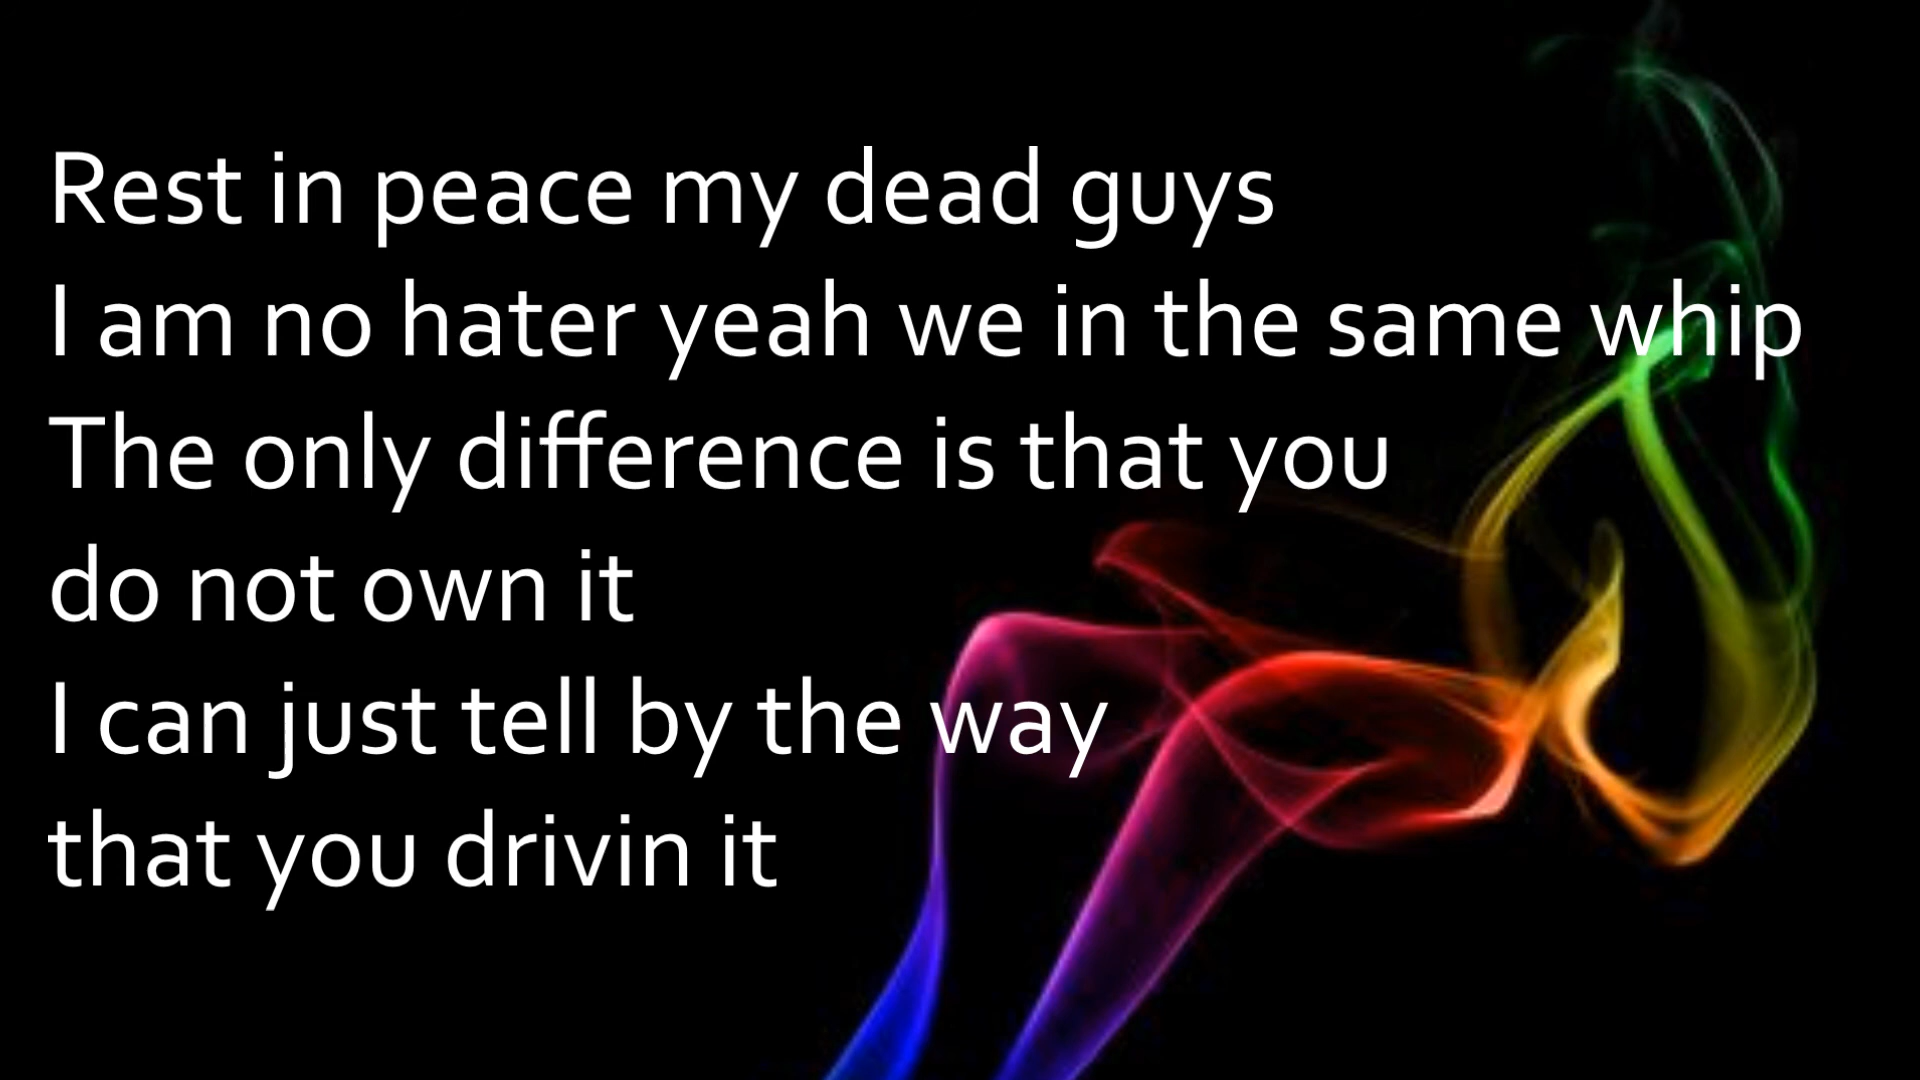 Rest in peace my dead guys
I am no hater yeah we in the same whip
The only difference is that you
do not own it
I can just tell by the way
that you drivin it